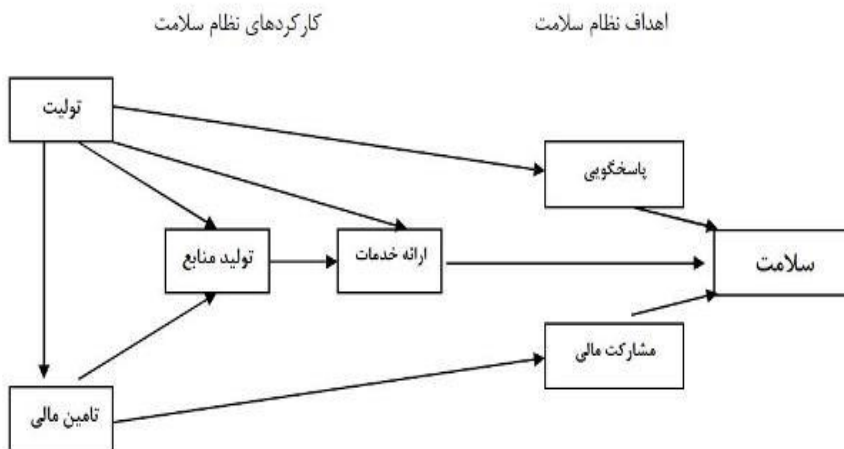 اهداف نظام سلامت
کارکردهای نظام سلامت
تولیت
پاسخگویی
سلامت
ارائه خدمات
تولید منابع
مشارکت مالی
تامین مالی